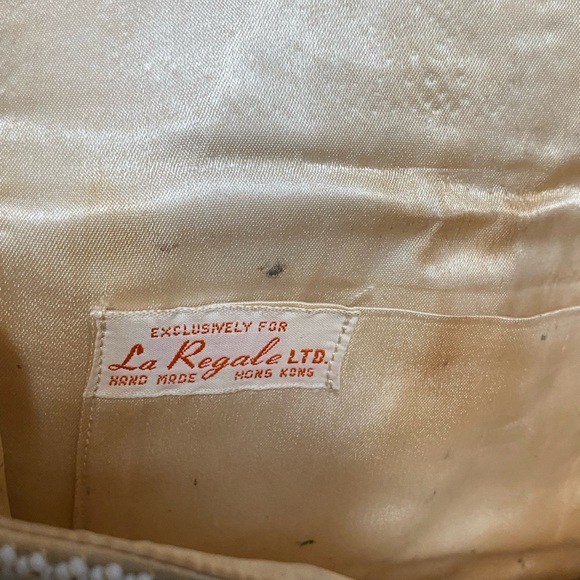 EXCLUSIVELY FOR
La Regale LTD.
HAND MADE HONG KONG